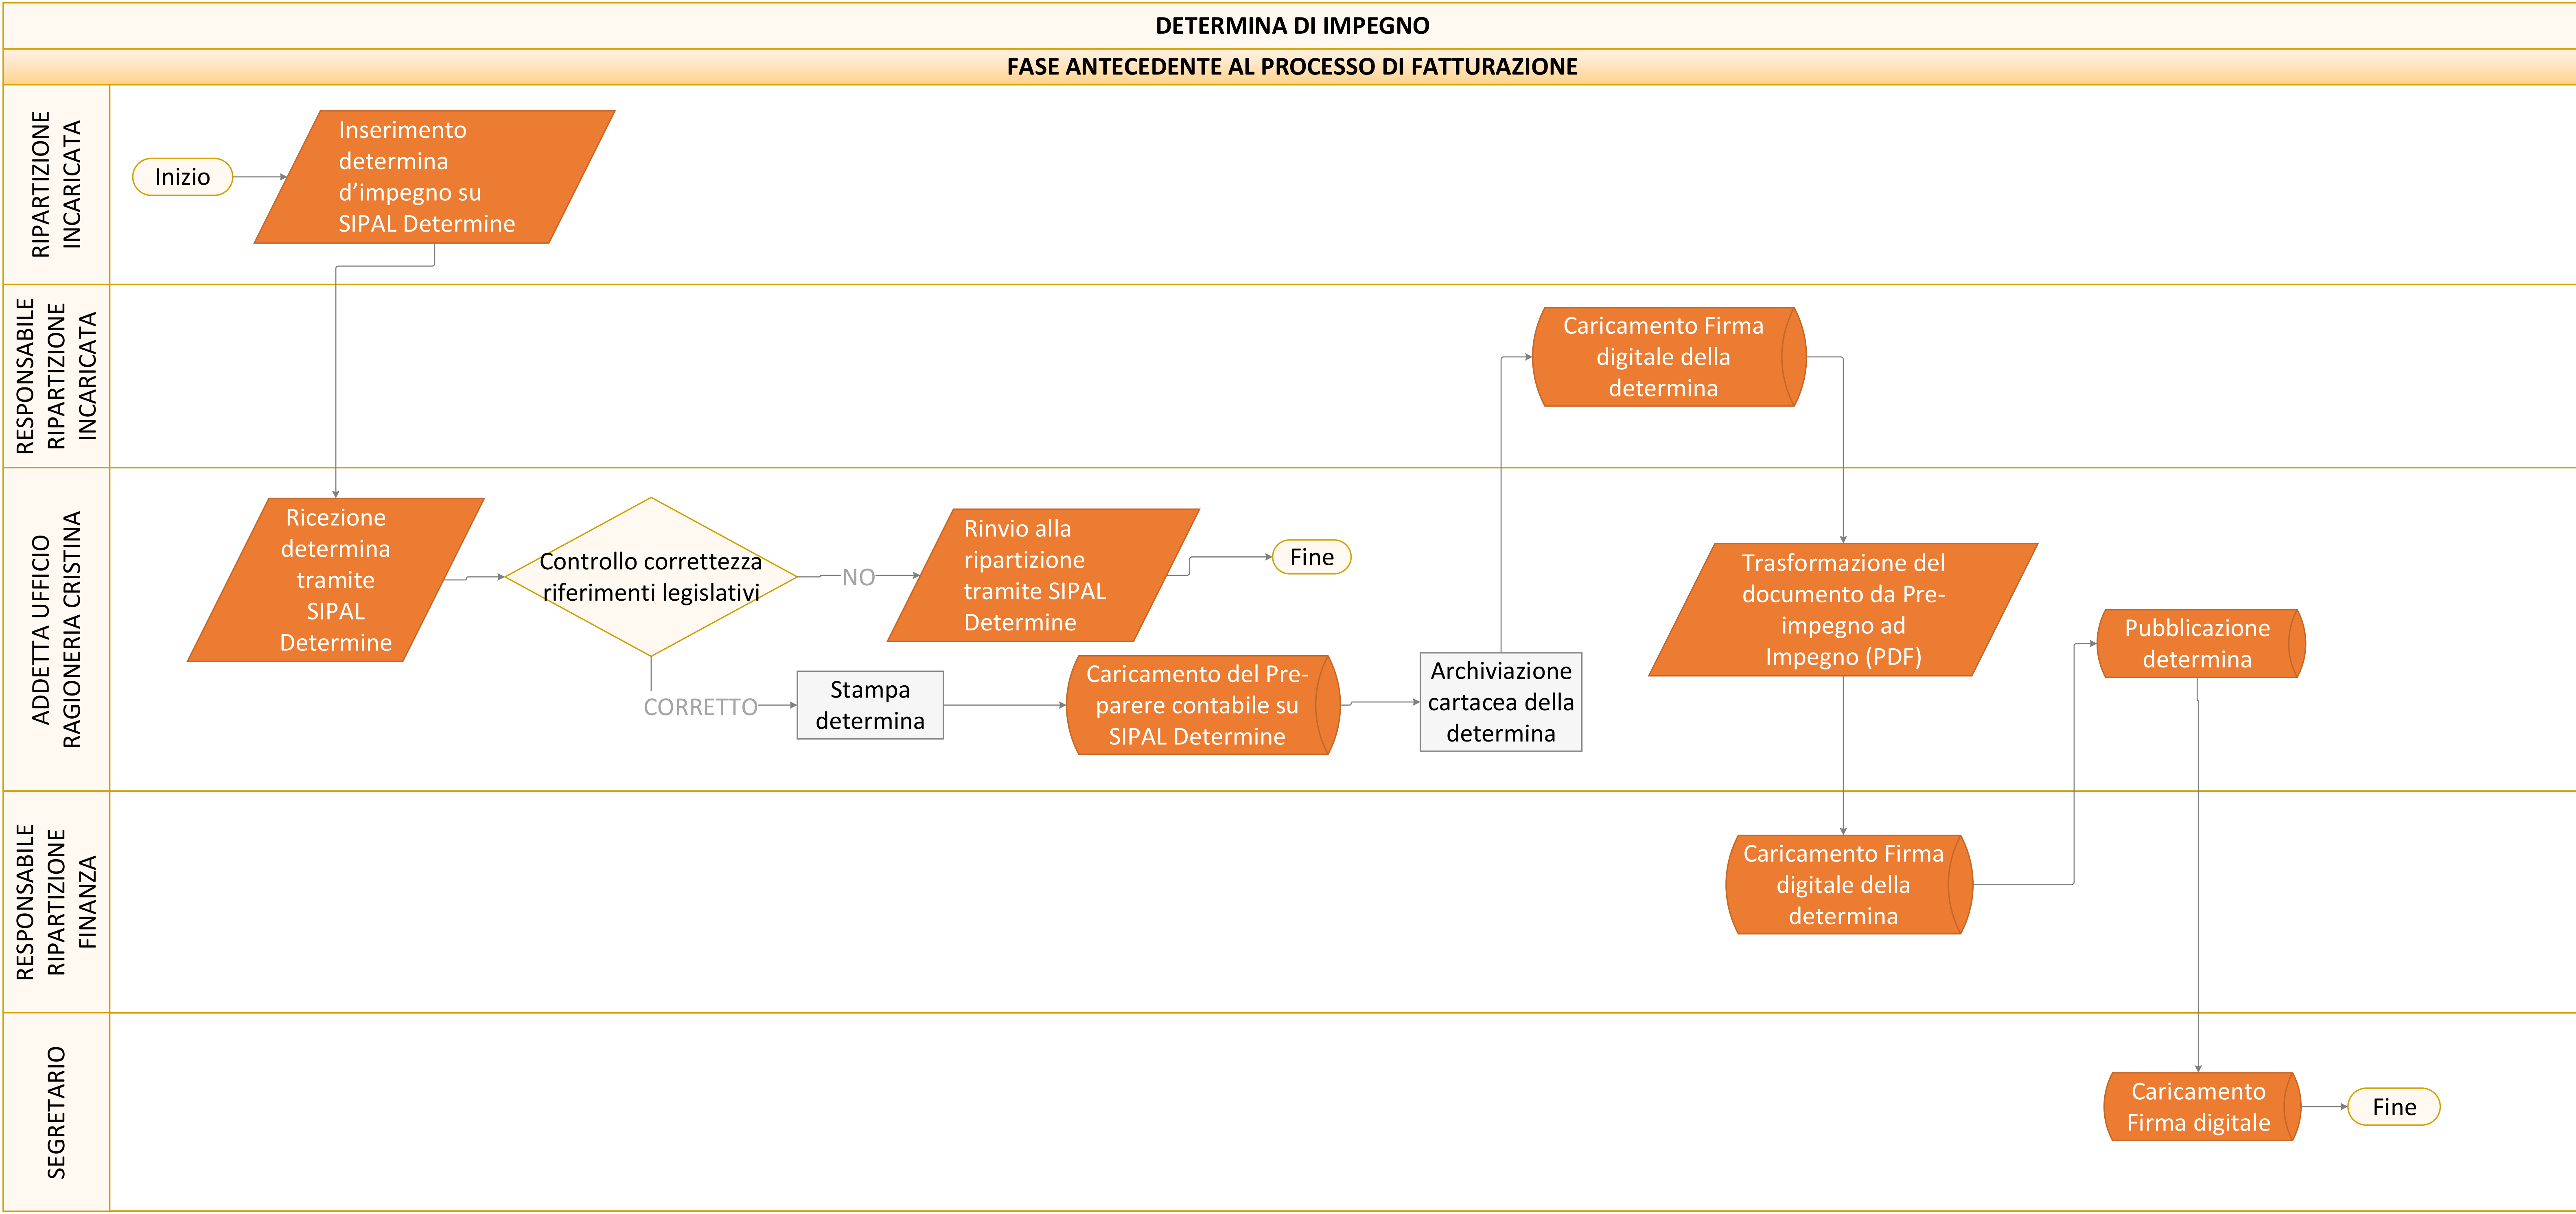 DETERMINA DI IMPEGNO
FASE ANTECEDENTE AL PROCESSO DI FATTURAZIONE
RIPARTIZIONE
INCARICATA
Inizio
Inserimento
determina
d’impegno su
SIPAL Determine
RESPONSABILE
RIPARTIZIONE
INCARICATA
Caricamento Firma
digitale della
determina
ADDETTA UFFICIO
RAGIONERIA CRISTINA
Ricezione
determina
tramite
SIPAL
Determine
Controllo correttezza
riferimenti legislativi
NO
Rinvio alla
ripartizione
tramite SIPAL
Determine
Fine
CORRETTO
Stampa
determina
Caricamento del Pre-
parere contabile su
SIPAL Determine
Archiviazione
cartacea della
determina
Trasformazione del
documento da Pre-
impegno ad
Impegno (PDF)
Pubblicazione
determina
RESPONSABILE
RIPARTIZIONE
FINANZA
Caricamento Firma
digitale della
determina
SEGRETARIO
Caricamento
Firma digitale
Fine